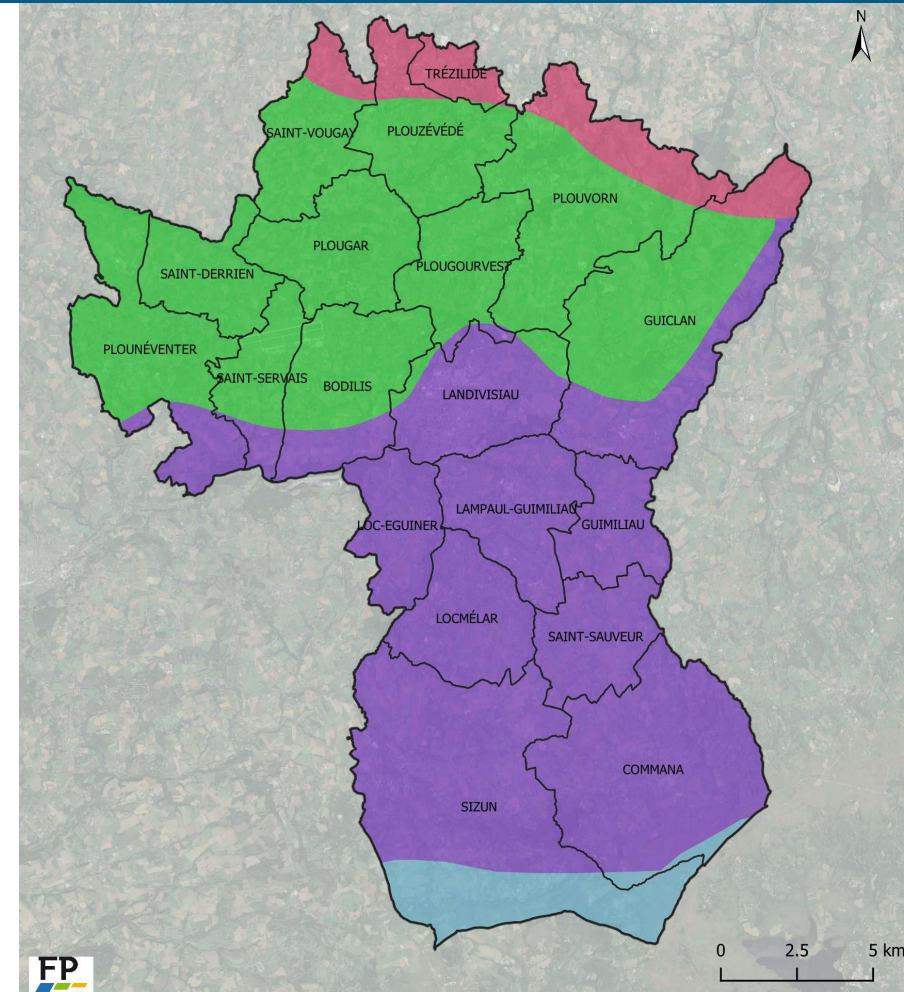 N
TRÉZILIDÉ
SAINT-VOUGAY
PLOUZÉVÉDÉ
PLOUVORN
PLOUGAR
PLOUGOURVEST
SAINT-DERRIEN
GUICLAN
PLOUNÉVENTER
SAINT-SERVAIS
BODILIS
LANDIVISIAU
LAMPAUL-GUIMILIAU
LOC-EGUINER
GUIMILIAU
LOCMÉLAR
SAINT-SAUVEUR
COMMANA
SIZUN
0 2.5 5 km
FP